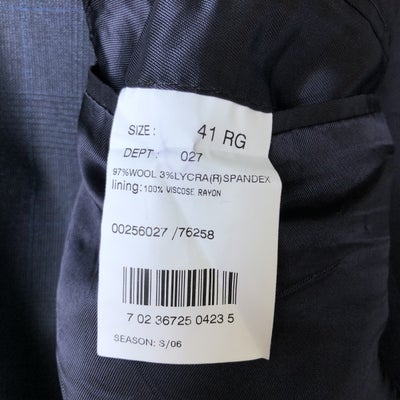 SIZE: 41 RG
DEPT: 027
97%WOOL 3%LYCRA(R)SPANDEX
lining: 100% VISCOSE RAYON
00256027 /76258
7 02 36725 0423 5
SEASON: S/06